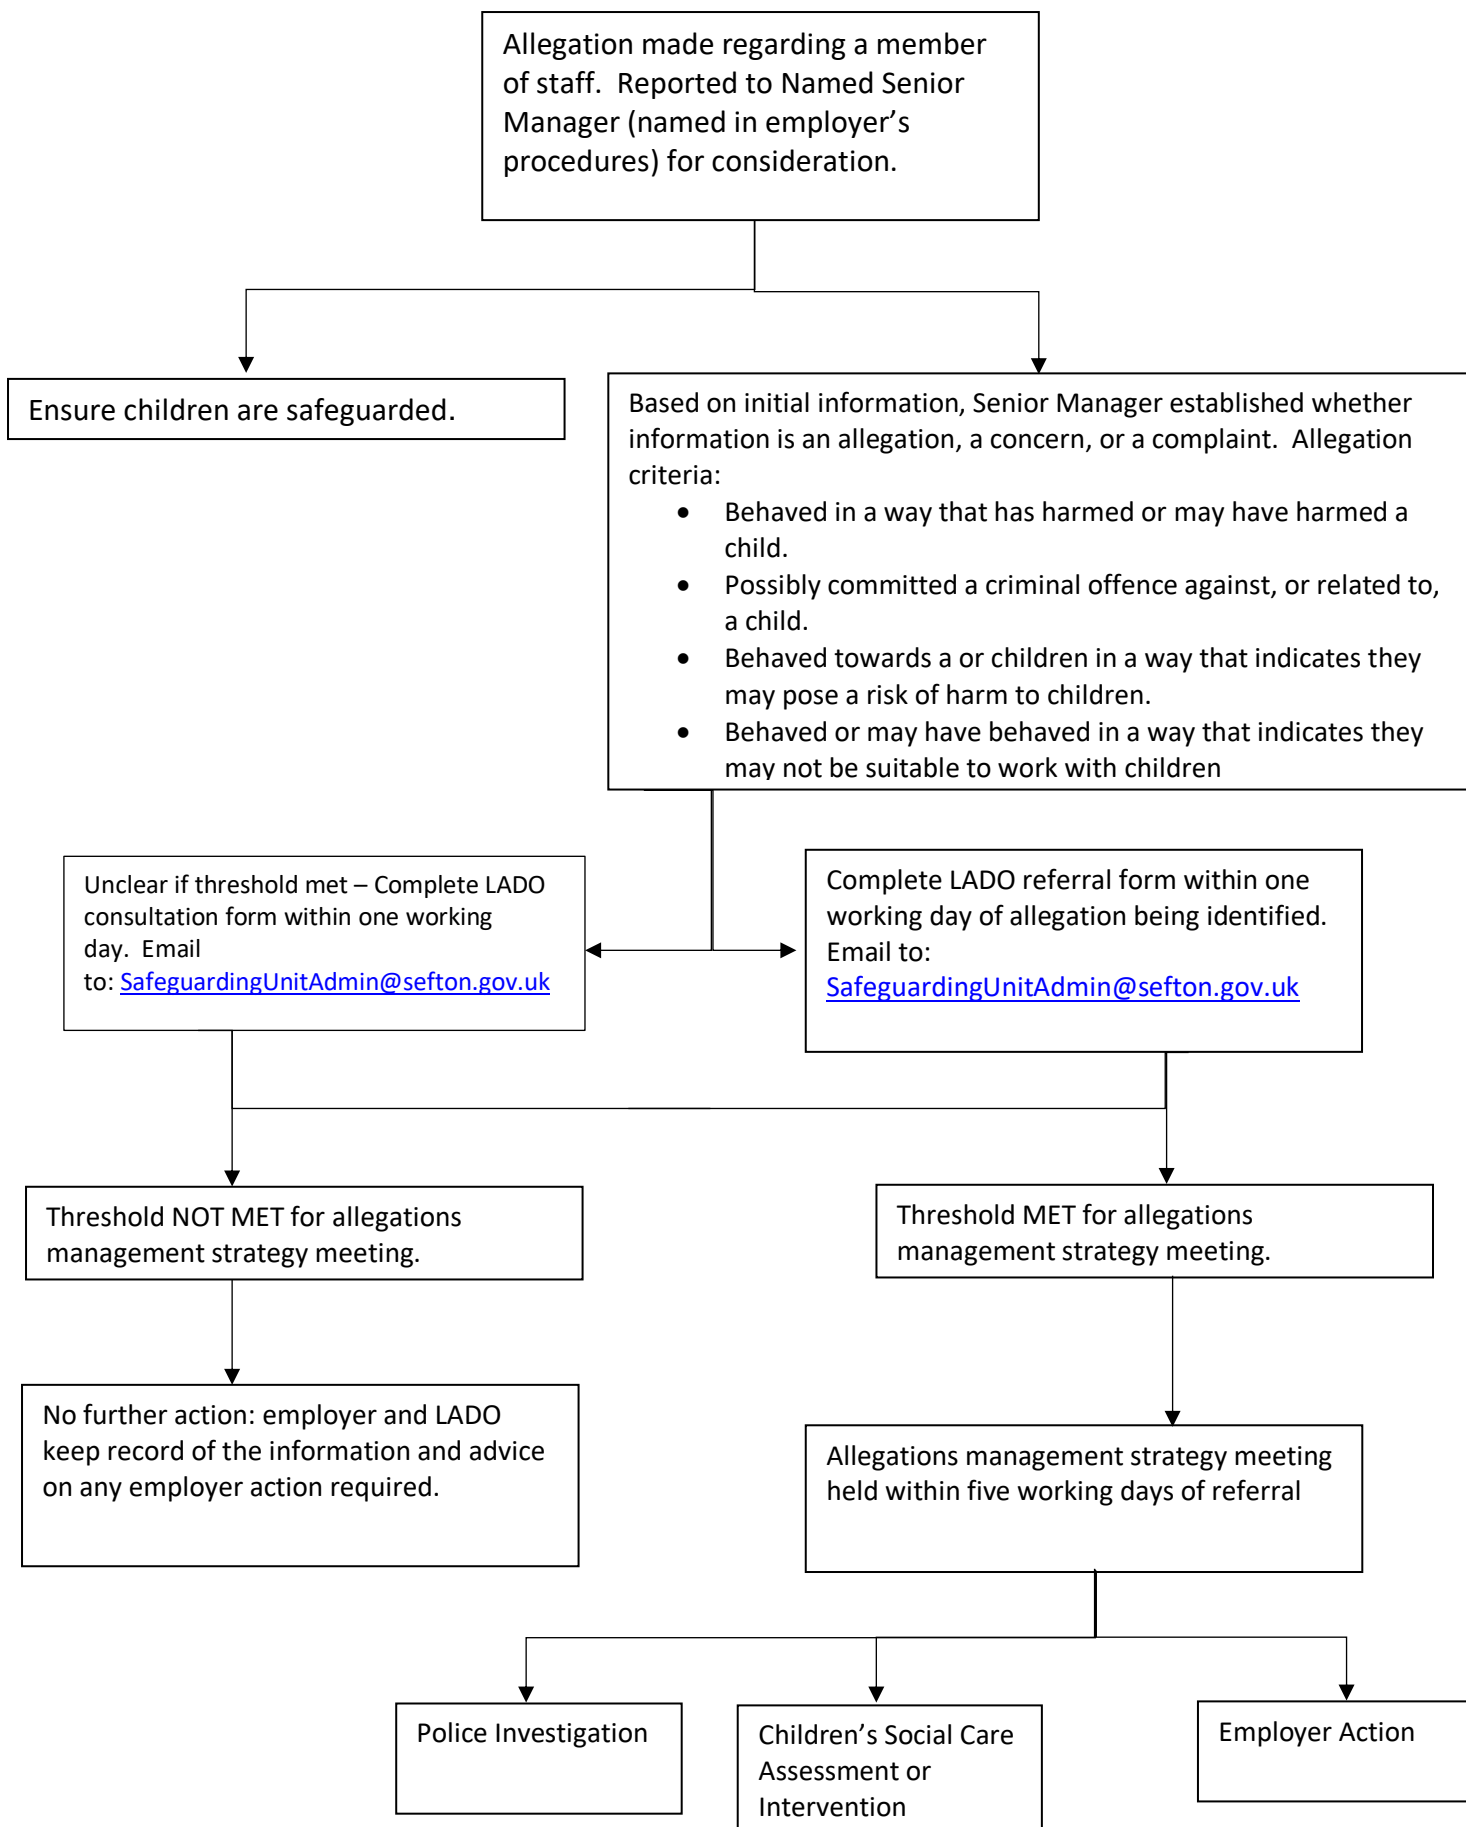 Allegation made regarding a member
of staff.  Reported to Named Senior
Manager (named in employer’s
procedures) for consideration.
Ensure children are safeguarded.
Based on initial information, Senior Manager established whether
information is an allegation, a concern, or a complaint.  Allegation
criteria:
• Behaved in a way that has harmed or may have harmed a
child.
• Possibly committed a criminal offence against, or related to,
a child.
• Behaved towards a or children in a way that indicates they
may pose a risk of harm to children.
• Behaved or may have behaved in a way that indicates they
may not be suitable to work with children
Unclear if threshold met – Complete LADO
consultation form within one working
day.  Email
to: SafeguardingUnitAdmin@sefton.gov.uk
Complete LADO referral form within one
working day of allegation being identified.
Email to:
SafeguardingUnitAdmin@sefton.gov.uk
Threshold NOT MET for allegations
management strategy meeting.
Threshold MET for allegations
management strategy meeting.
No further action: employer and LADO
keep record of the information and advice
on any employer action required.
Allegations management strategy meeting
held within five working days of referral
Police Investigation
Children’s Social Care
Assessment or
Intervention
Employer Action